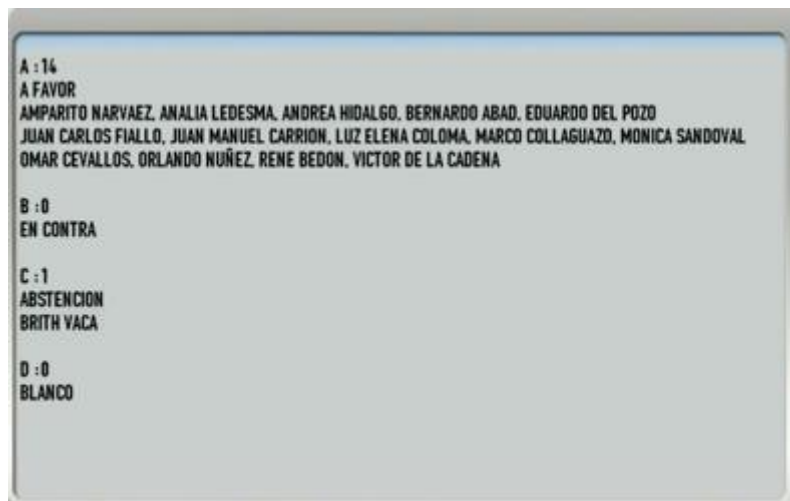 A :14
A FAVOR
AMPARITO NARVAEZ, ANALIA LEDESMA, ANDREA HIDALGO, BERNARDO ABAD, EDUARDO DEL POZO
JUAN CARLOS FIALLO, JUAN MANUEL CARRION, LUZ ELENA COLOMA, MARCO COLLAGUAZO, MONICA SANDOVAL
OMAR CEVALLOS, ORLANDO NUÑEZ, RENE BEDON, VICTOR DE LA CADENA
B :0
EN CONTRA
C :1
ABSTENCION
BRITH VACA
D :0
BLANCO